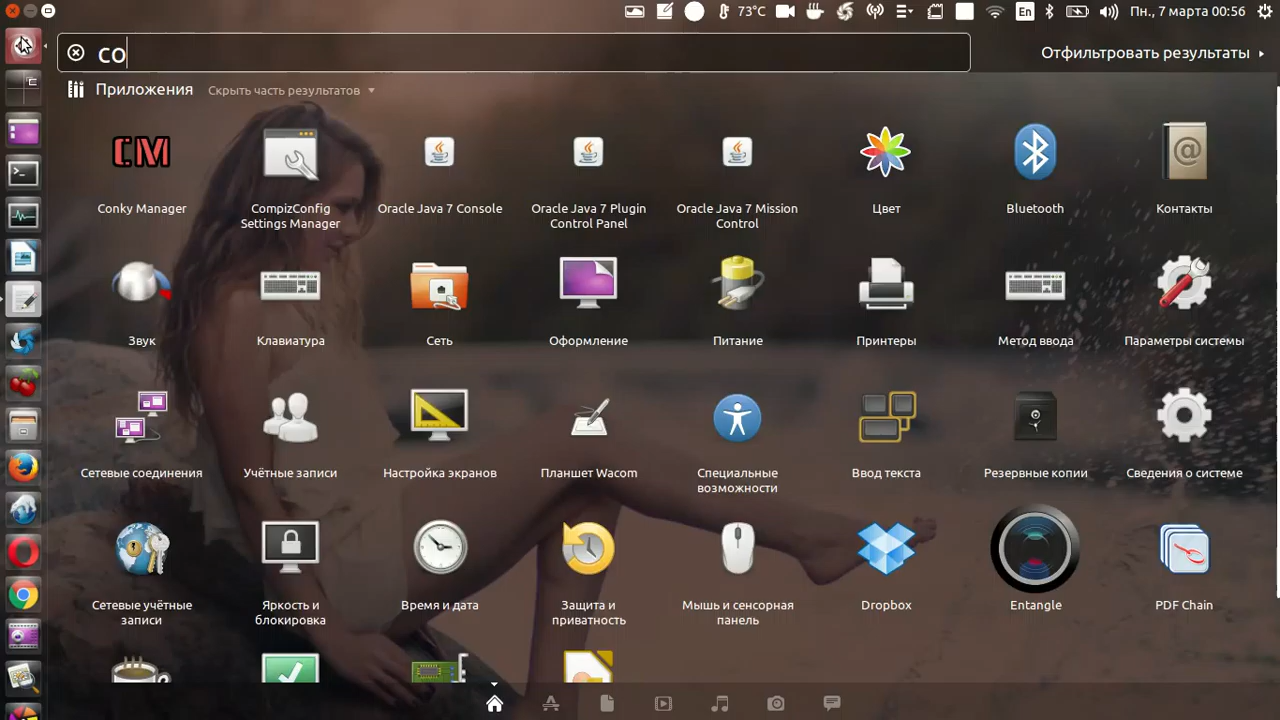 73°C En Пн., 7 марта 00:56
co
Отфильтровать результаты
Приложения Скрыть часть результатов
CM
Conky Manager
CompizConfig
Settings Manager
Oracle Java 7 Console
Oracle Java 7 Plugin
Control Panel
Oracle Java 7 Mission
Control
Цвет
Bluetooth
Контакты
Звук
Клавиатура
Сеть
Оформление
Питание
Принтеры
Метод ввода
Параметры системы
Сетевые соединения
Учётные записи
Настройка экранов
Планшет Wacom
Специальные
возможности
Ввод текста
Резервные копии
Сведения о системе
Сетевые учётные
записи
Яркость и
блокировка
Время и дата
Защита и
приватность
Мышь и сенсорная
панель
Dropbox
Entangle
PDF Chain